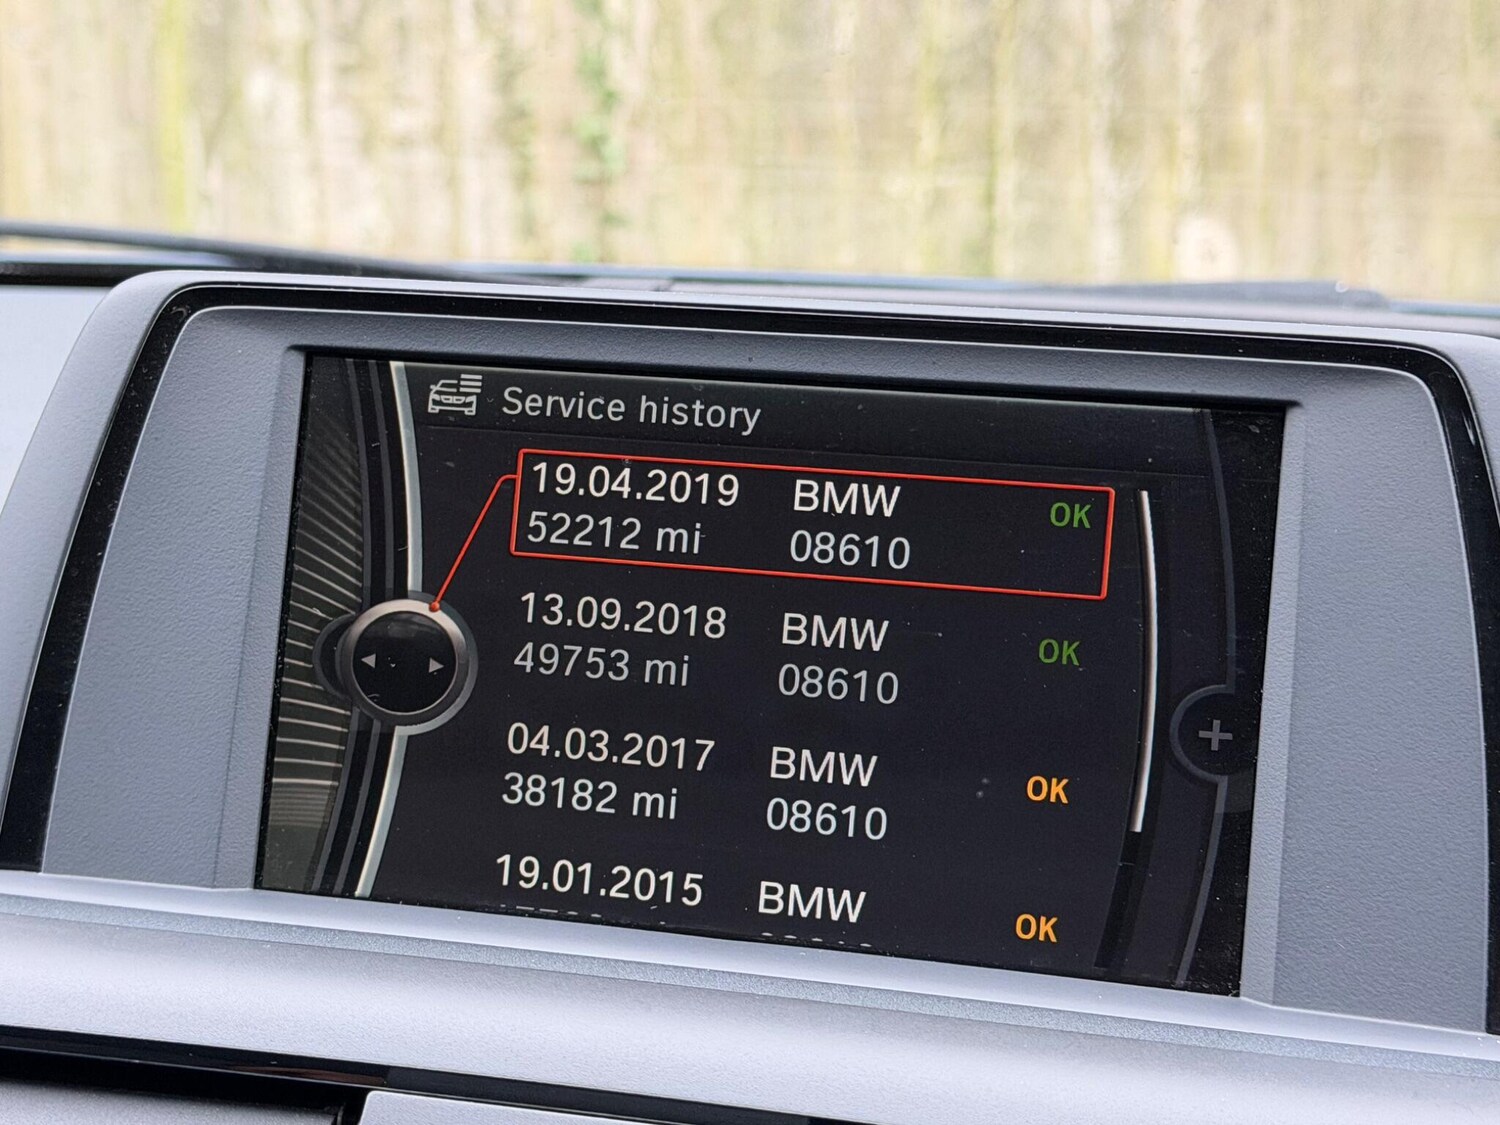 Service history
19.04.2019 BMW OK
52212 mi 08610
13.09.2018 BMW OK
49753 mi 08610
04.03.2017 BMW OK
38182 mi 08610
19.01.2015 BMW OK